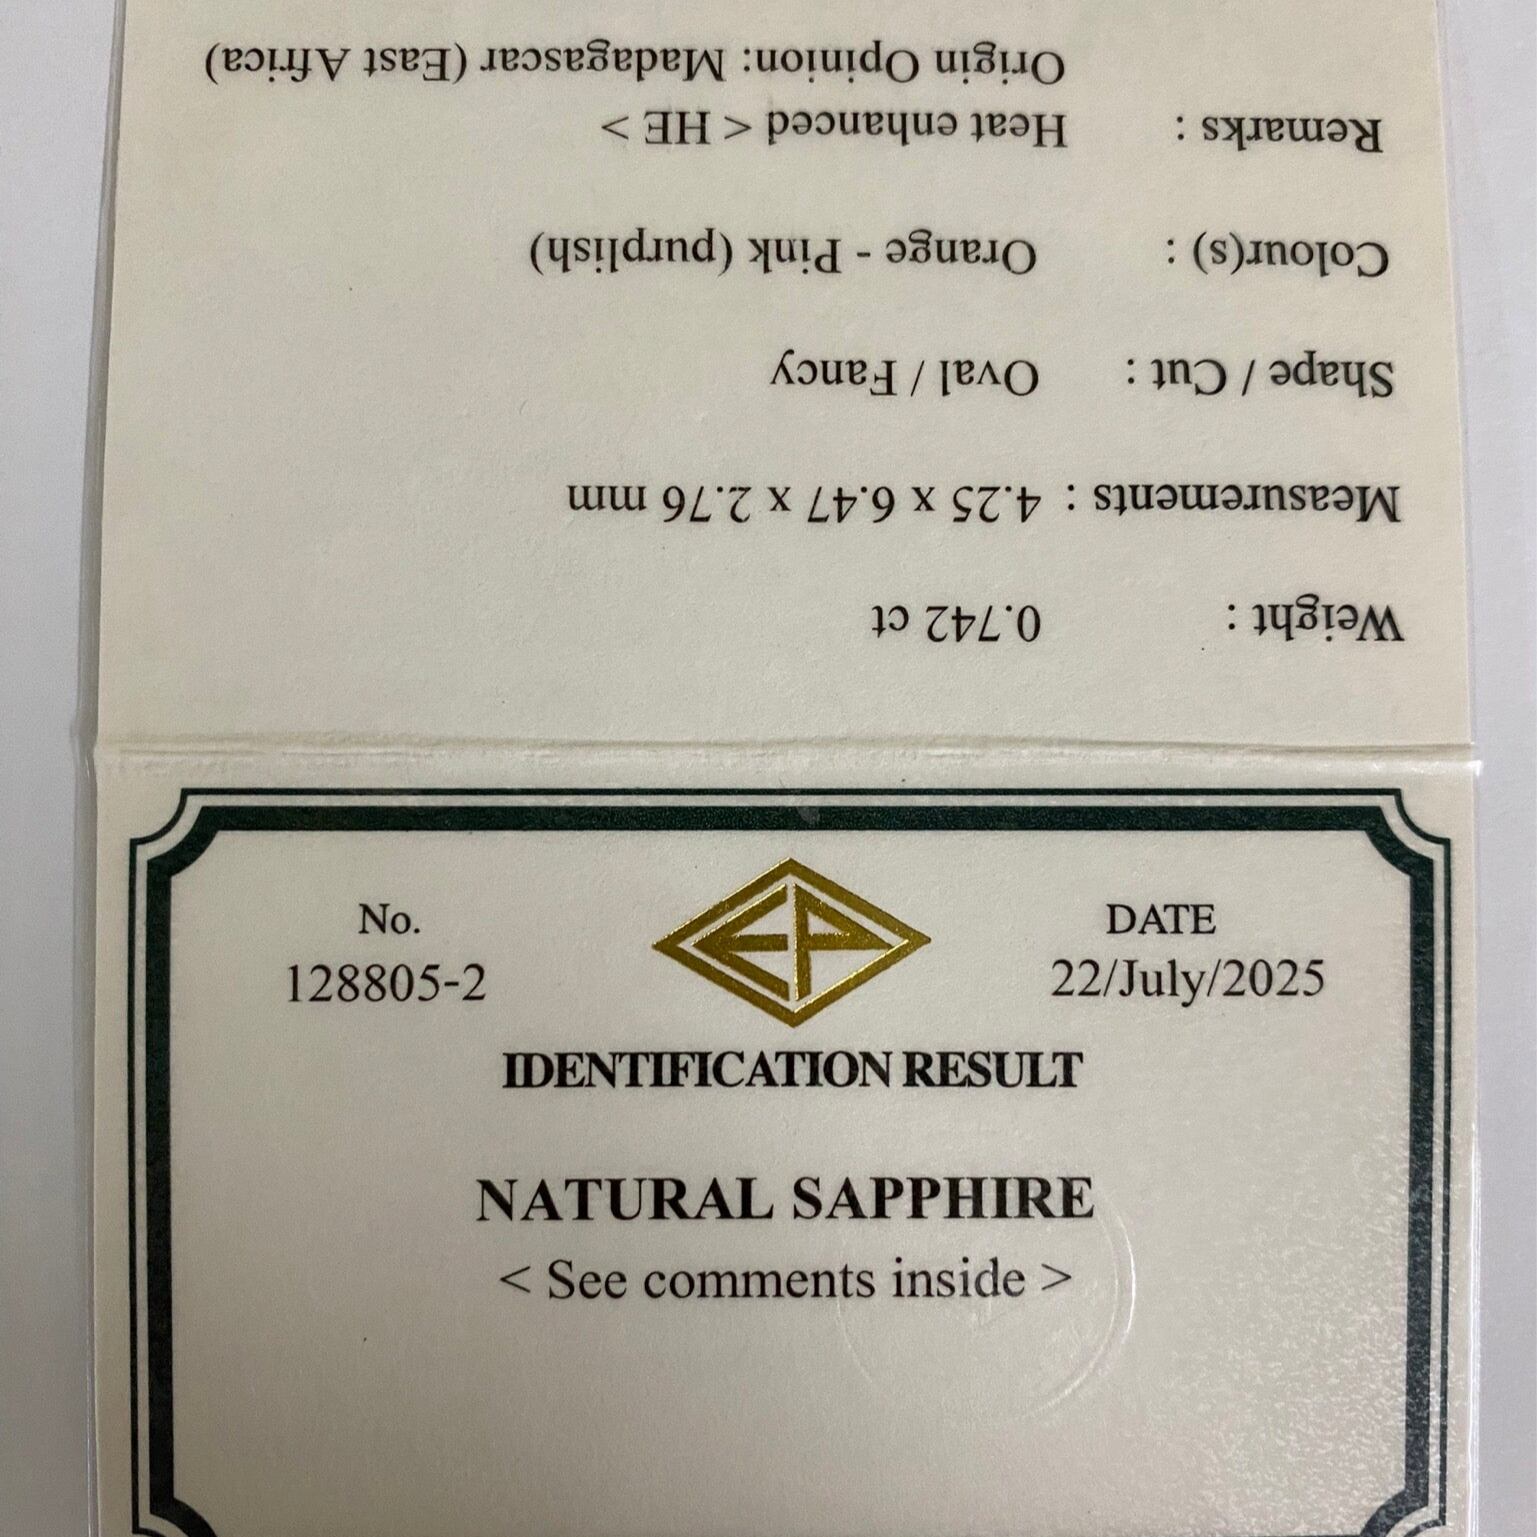 Weight : 0.742 ct
Measurements : 4.25 x 6.47 x 2.76 mm
Shape / Cut : Oval / Fancy
Colour(s) : Orange - Pink (purplish)
Remarks : Heat enhanced < HE >
Origin Opinion: Madagascar (East Africa)
EP
No. DATE
128805-2 22/July/2025
IDENTIFICATION RESULT
NATURAL SAPPHIRE
< See comments inside >